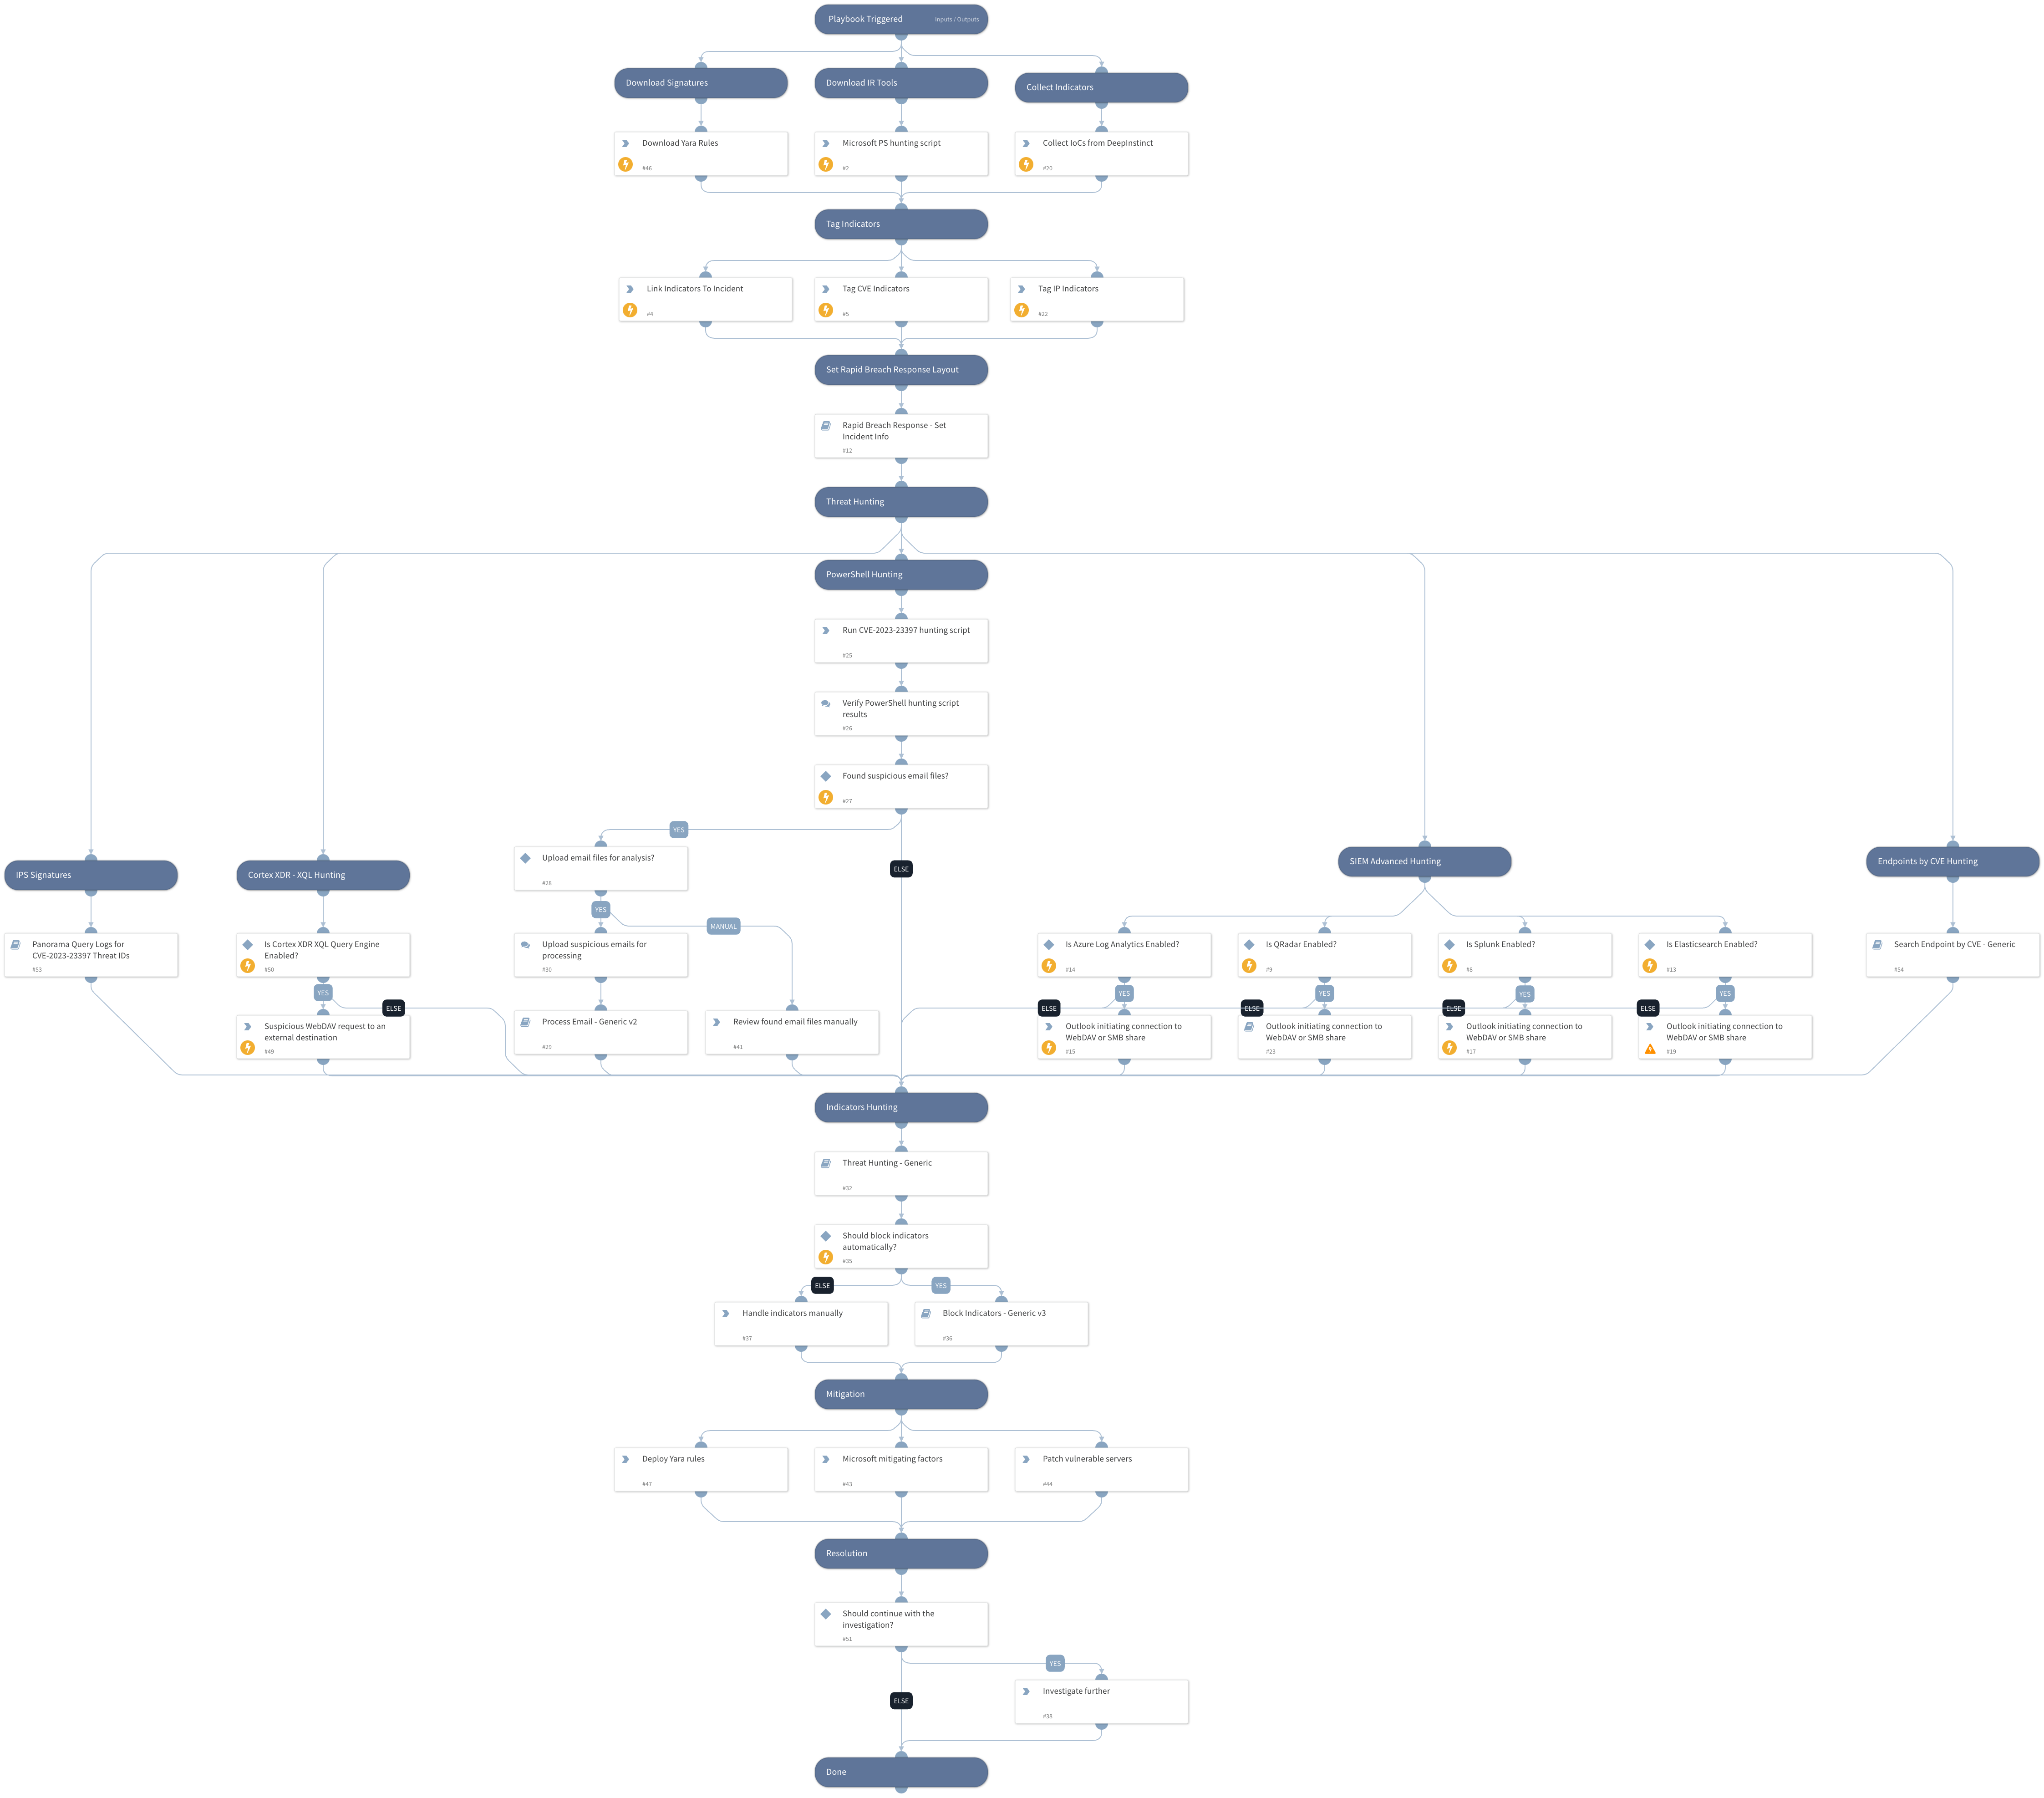 Playbook Triggered
Inputs / Outputs
Download Signatures
Download IR Tools
Collect Indicators
Download Yara Rules
#46
Microsoft PS hunting script
#2
Collect IoCs from DeepInstinct
#20
Tag Indicators
Link Indicators To Incident
#4
Tag CVE Indicators
#5
Tag IP Indicators
#22
Set Rapid Breach Response Layout
Rapid Breach Response - Set
Incident Info
#12
Threat Hunting
PowerShell Hunting
Run CVE-2023-23397 hunting script
#25
Verify PowerShell hunting script
results
#26
Found suspicious email files?
#27
YES
ELSE
Upload email files for analysis?
#28
IPS Signatures
Cortex XDR - XQL Hunting
SIEM Advanced Hunting
Endpoints by CVE Hunting
YES
MANUAL
Panorama Query Logs for
CVE-2023-23397 Threat IDs
#53
Is Cortex XDR XQL Query Engine
Enabled?
#50
Upload suspicious emails for
processing
#30
Is Azure Log Analytics Enabled?
#14
Is QRadar Enabled?
#9
Is Splunk Enabled?
#8
Is Elasticsearch Enabled?
#13
Search Endpoint by CVE - Generic
#54
YES
ELSE
YES
ELSE
YES
ELSE
YES
ELSE
YES
ELSE
Suspicious WebDAV request to an
external destination
#49
Process Email - Generic v2
#29
Review found email files manually
#41
Outlook initiating connection to
WebDAV or SMB share
#15
Outlook initiating connection to
WebDAV or SMB share
#23
Outlook initiating connection to
WebDAV or SMB share
#17
Outlook initiating connection to
WebDAV or SMB share
#19
Indicators Hunting
Threat Hunting - Generic
#32
Should block indicators
automatically?
#35
ELSE
YES
Handle indicators manually
#37
Block Indicators - Generic v3
#36
Mitigation
Deploy Yara rules
#47
Microsoft mitigating factors
#43
Patch vulnerable servers
#44
Resolution
Should continue with the
investigation?
#51
YES
ELSE
Investigate further
#38
Done